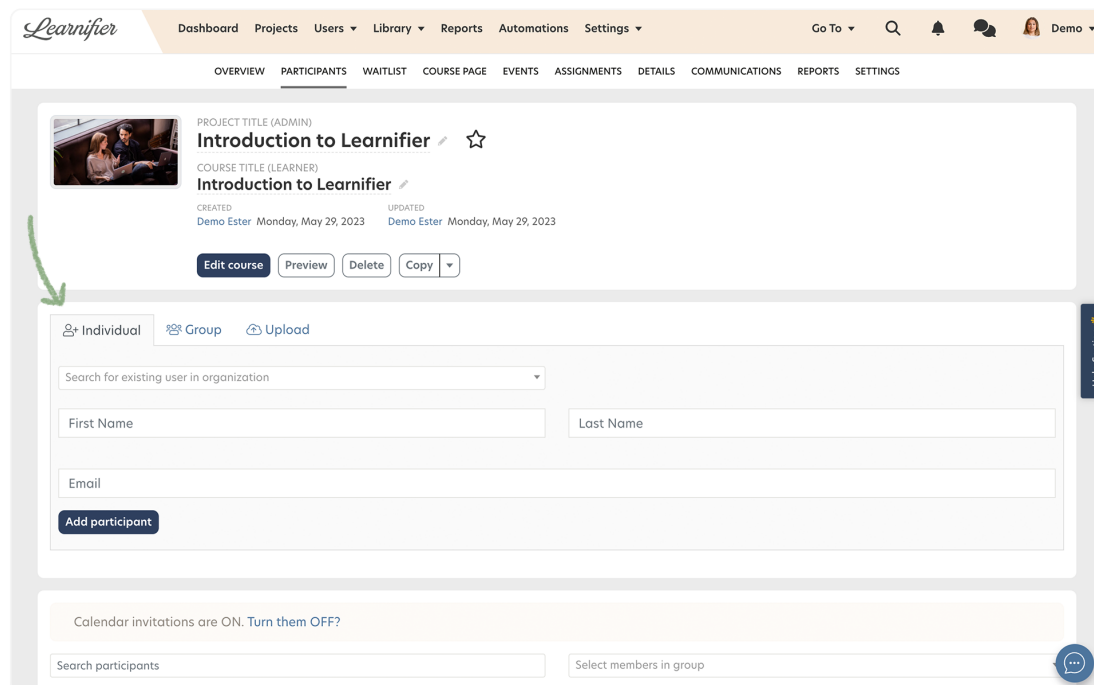 Learnifier
Dashboard Projects Users Library Reports Automations Settings Go To Demo
OVERVIEW PARTICIPANTS WAITLIST COURSE PAGE EVENTS ASSIGNMENTS DETAILS COMMUNICATIONS REPORTS SETTINGS
PROJECT TITLE (ADMIN)
Introduction to Learnifier
COURSE TITLE (LEARNER)
Introduction to Learnifier
CREATED UPDATED
Demo Ester Monday, May 29, 2023 Demo Ester Monday, May 29, 2023
Edit course Preview Delete Copy
Individual Group Upload
Search for existing user in organization
First Name Last Name
Email
Add participant
Calendar invitations are ON. Turn them OFF?
Search participants Select members in group